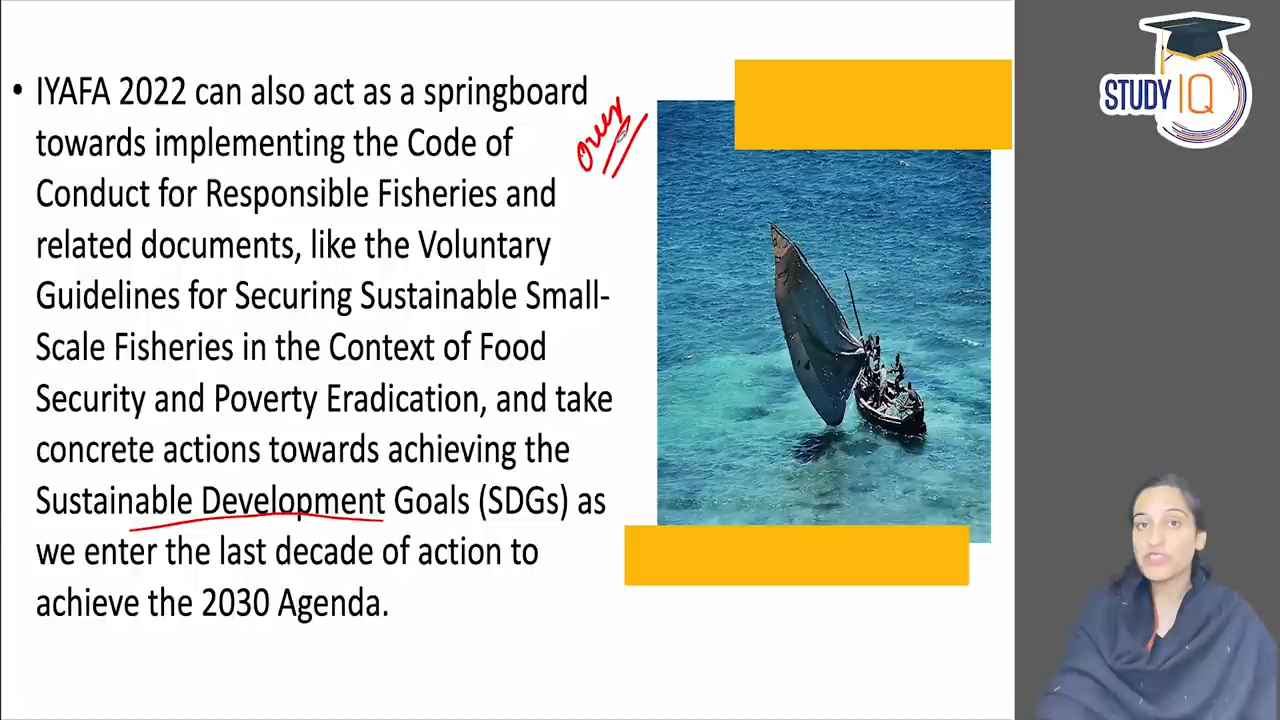 • IYAFA 2022 can also act as a springboard
towards implementing the Code of
Conduct for Responsible Fisheries and
related documents, like the Voluntary
Guidelines for Securing Sustainable Small-
Scale Fisheries in the Context of Food
Security and Poverty Eradication, and take
concrete actions towards achieving the
Sustainable Development Goals (SDGs) as
we enter the last decade of action to
achieve the 2030 Agenda.
STUDY IQ